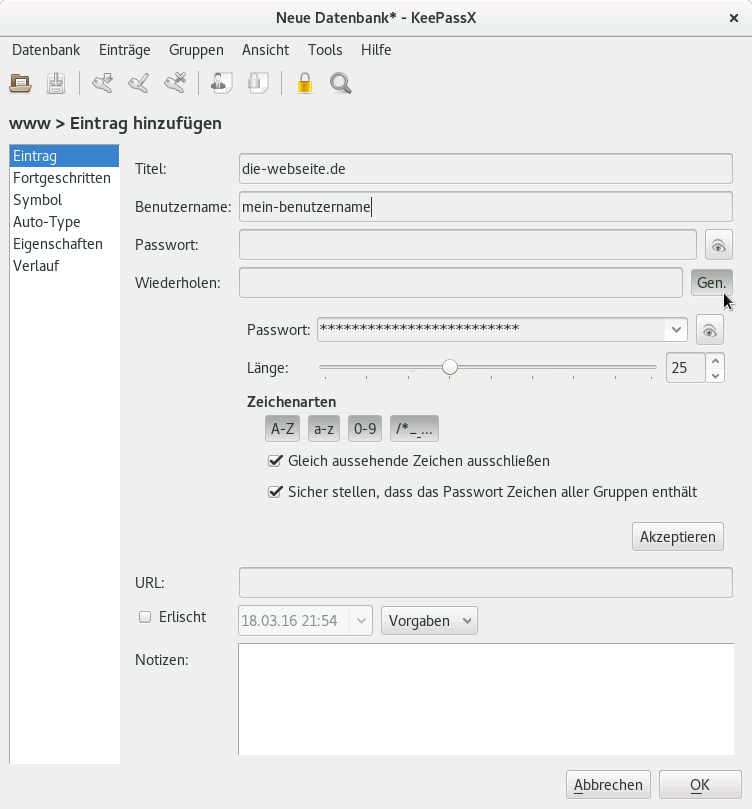 Neue Datenbank* - KeePassX
Datenbank Einträge Gruppen Ansicht Tools Hilfe
www > Eintrag hinzufügen
Eintrag
Fortgeschritten
Symbol
Auto-Type
Eigenschaften
Verlauf
Titel: die-webseite.de
Benutzername: mein-benutzername
Passwort:
Wiederholen: Gen.
Passwort: *************************
Länge: 25
Zeichenarten
A-Z a-z 0-9 /*_...
Gleich aussehende Zeichen ausschließen
Sicher stellen, dass das Passwort Zeichen aller Gruppen enthält
Akzeptieren
URL:
Erlischt 18.03.16 21:54 Vorgaben
Notizen:
Abbrechen OK